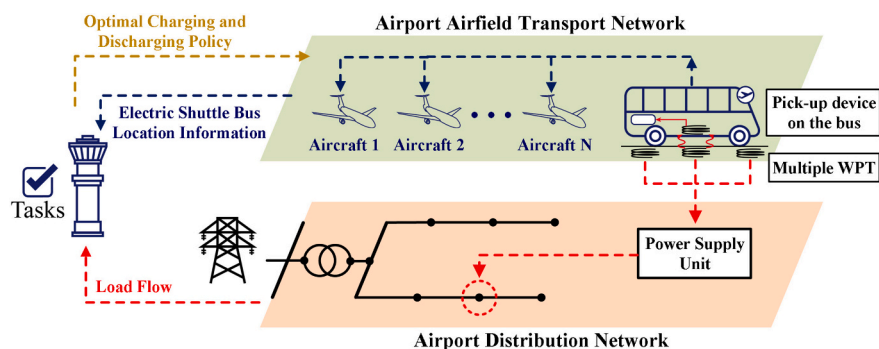 Airport Airfield Transport Network
Optimal Charging and
Discharging Policy
Electric Shuttle Bus
Location Information
Aircraft 1
Aircraft 2
Aircraft N
Pick-up device
on the bus
Multiple WPT
Tasks
Power Supply
Unit
Load Flow
Airport Distribution Network